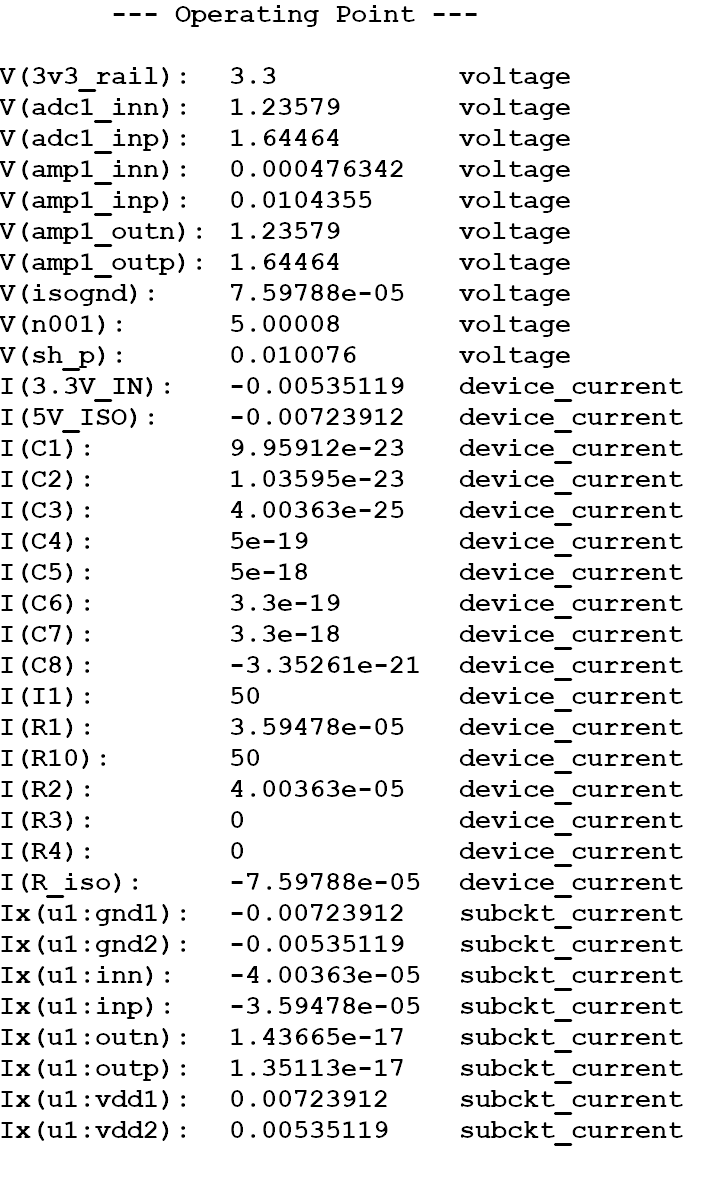 --- Operating Point ---
V(3v3_rail): 3.3 voltage
V(adc1_inn): 1.23579 voltage
V(adc1_inp): 1.64464 voltage
V(amp1_inn): 0.000476342 voltage
V(amp1_inp): 0.0104355 voltage
V(amp1_outn): 1.23579 voltage
V(amp1_outp): 1.64464 voltage
V(isognd): 7.59788e-05 voltage
V(n001): 5.00008 voltage
V(sh_p): 0.010076 voltage
I(3.3V_IN): -0.00535119 device_current
I(5V_ISO): -0.00723912 device_current
I(C1): 9.95912e-23 device_current
I(C2): 1.03595e-23 device_current
I(C3): 4.00363e-25 device_current
I(C4): 5e-19 device_current
I(C5): 5e-18 device_current
I(C6): 3.3e-19 device_current
I(C7): 3.3e-18 device_current
I(C8): -3.35261e-21 device_current
I(I1): 50 device_current
I(R1): 3.59478e-05 device_current
I(R10): 50 device_current
I(R2): 4.00363e-05 device_current
I(R3): 0 device_current
I(R4): 0 device_current
I(R_iso): -7.59788e-05 device_current
Ix(u1:gnd1): -0.00723912 subckt_current
Ix(u1:gnd2): -0.00535119 subckt_current
Ix(u1:inn): -4.00363e-05 subckt_current
Ix(u1:inp): -3.59478e-05 subckt_current
Ix(u1:outn): 1.43665e-17 subckt_current
Ix(u1:outp): 1.35113e-17 subckt_current
Ix(u1:vdd1): 0.00723912 subckt_current
Ix(u1:vdd2): 0.00535119 subckt_current